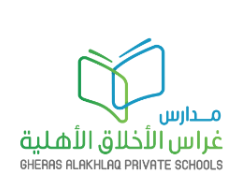 مدارس
غراس الأخلاق الأهلية
GHERAS ALAKHLAQ PRIVATE SCHOOLS